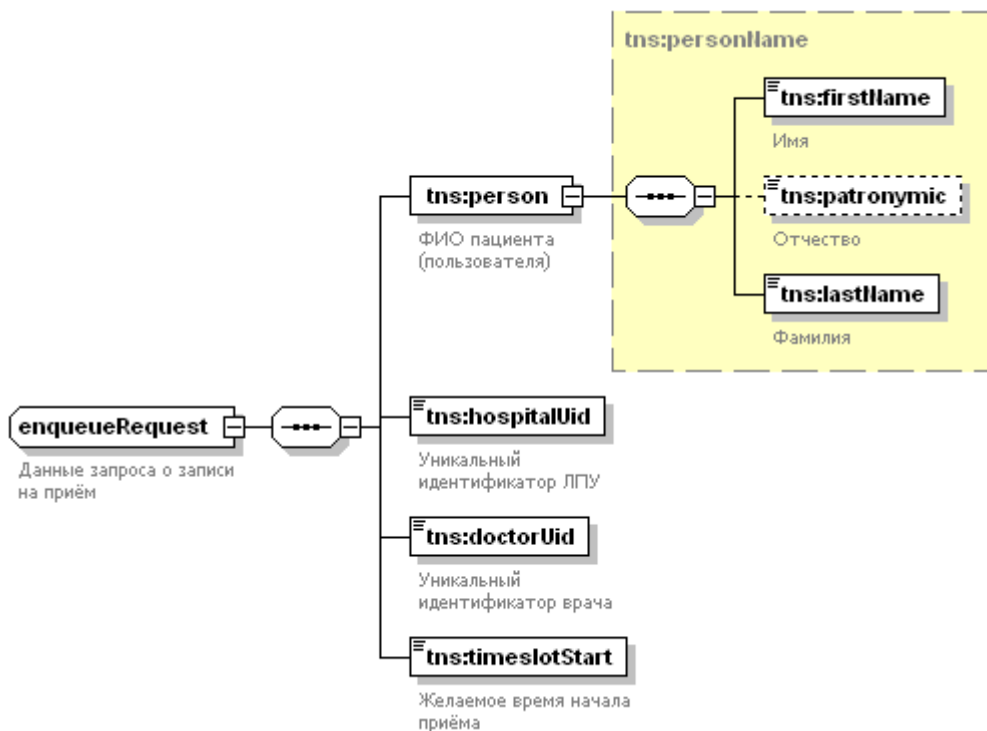 tns:personName
tns:firstName
Имя
tns:person
ФИО пациента
(пользователя)
tns:patronymic
Отчество
tns:lastName
Фамилия
enqueueRequest
Данные запроса о записи
на приём
tns:hospitalUid
Уникальный
идентификатор ЛПУ
tns:doctorUid
Уникальный
идентификатор врача
tns:timeslotStart
Желаемое время начала
приёма